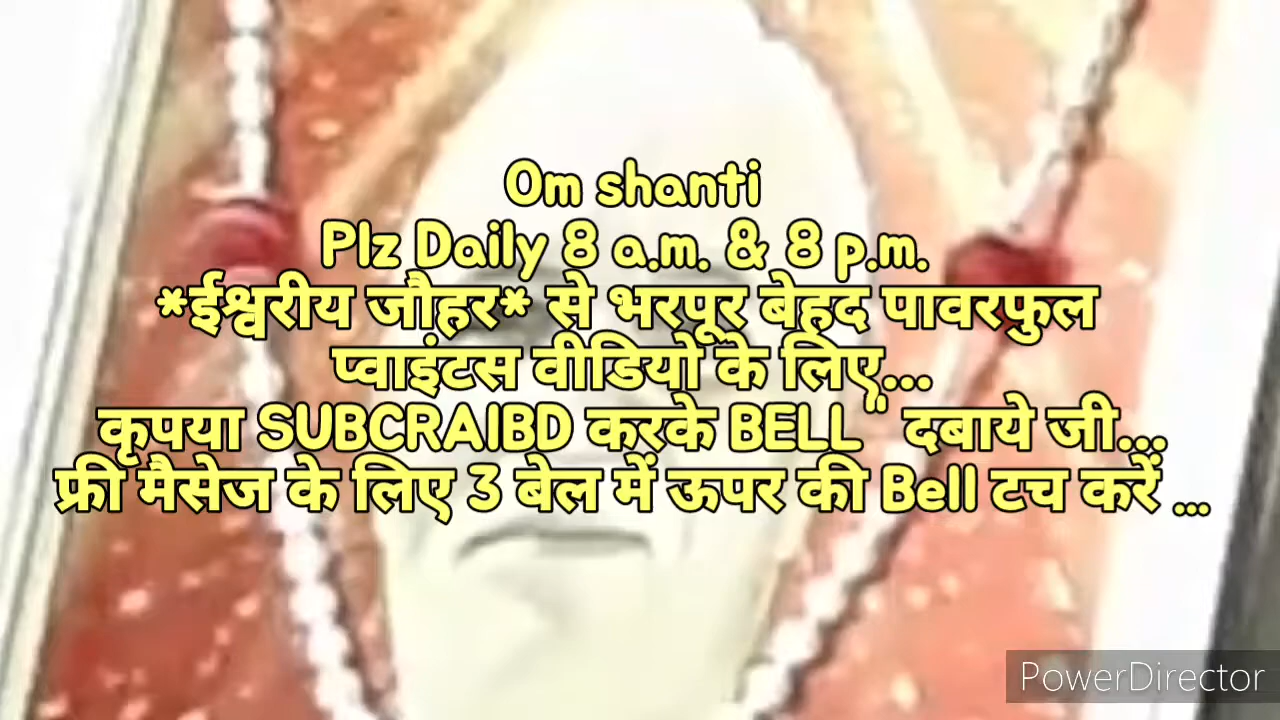 Om shanti
Plz Daily 8 a.m. & 8 p.m.
*ईश्वरीय जौहर* से भरपूर बेहद पावरफुल
प्वाइंटस वीडियो के लिए...
कृपया SUBCRAIBD करके BELL " दबाये जी...
फ्री मैसेज के लिए 3 बेल में ऊपर की Bell टच करें ...
PowerDirector